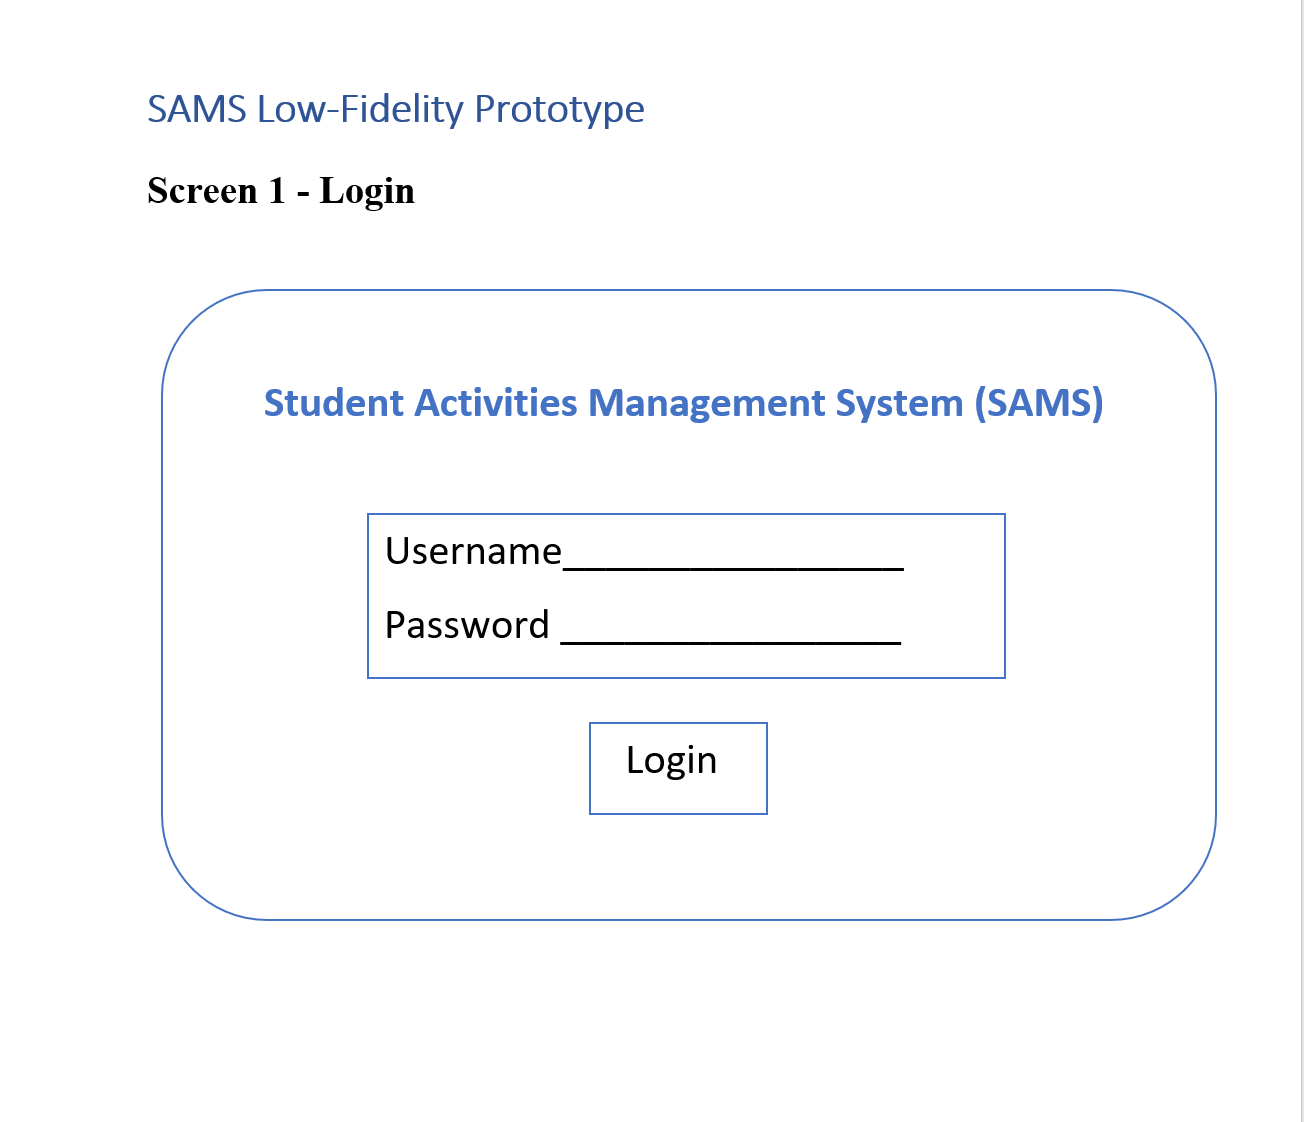 SAMS Low-Fidelity Prototype
Screen 1 - Login
Student Activities Management System (SAMS)
Username________________
Password ________________
Login